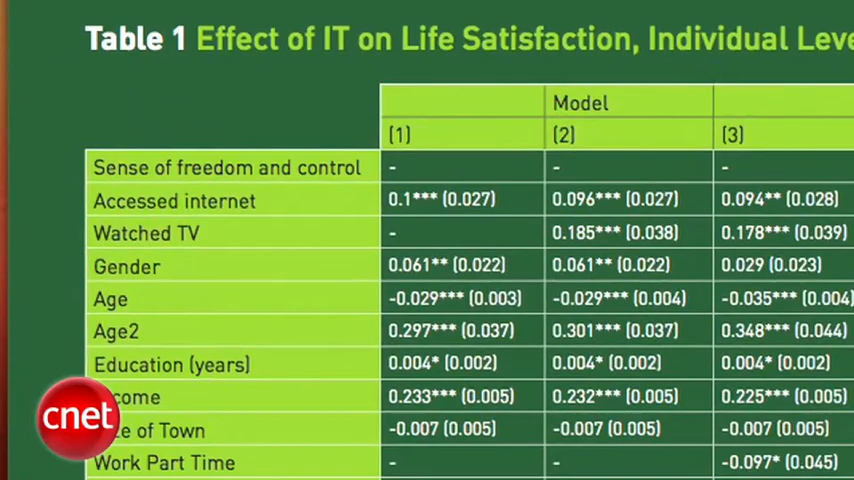 Table 1 Effect of IT on Life Satisfaction, Individual
Model
(1) (2) (3)
Sense of freedom and control - - -
Accessed internet 0.1*** (0.027) 0.096*** (0.027) 0.094** (0.028)
Watched TV - 0.185*** (0.038) 0.178*** (0.039)
Gender 0.061** (0.022) 0.061** (0.022) 0.029 (0.023)
Age -0.029*** (0.003) -0.029*** (0.004) -0.035*** (0.004)
Age2 0.297*** (0.037) 0.301*** (0.037) 0.348*** (0.044)
Education (years) 0.004* (0.002) 0.004* (0.002) 0.004* (0.002)
0.233*** (0.005) 0.232*** (0.005) 0.225*** (0.005)
of Town -0.007 (0.005) -0.007 (0.005) -0.007 (0.005)
Work Part Time - - -0.097* (0.045)
cnet